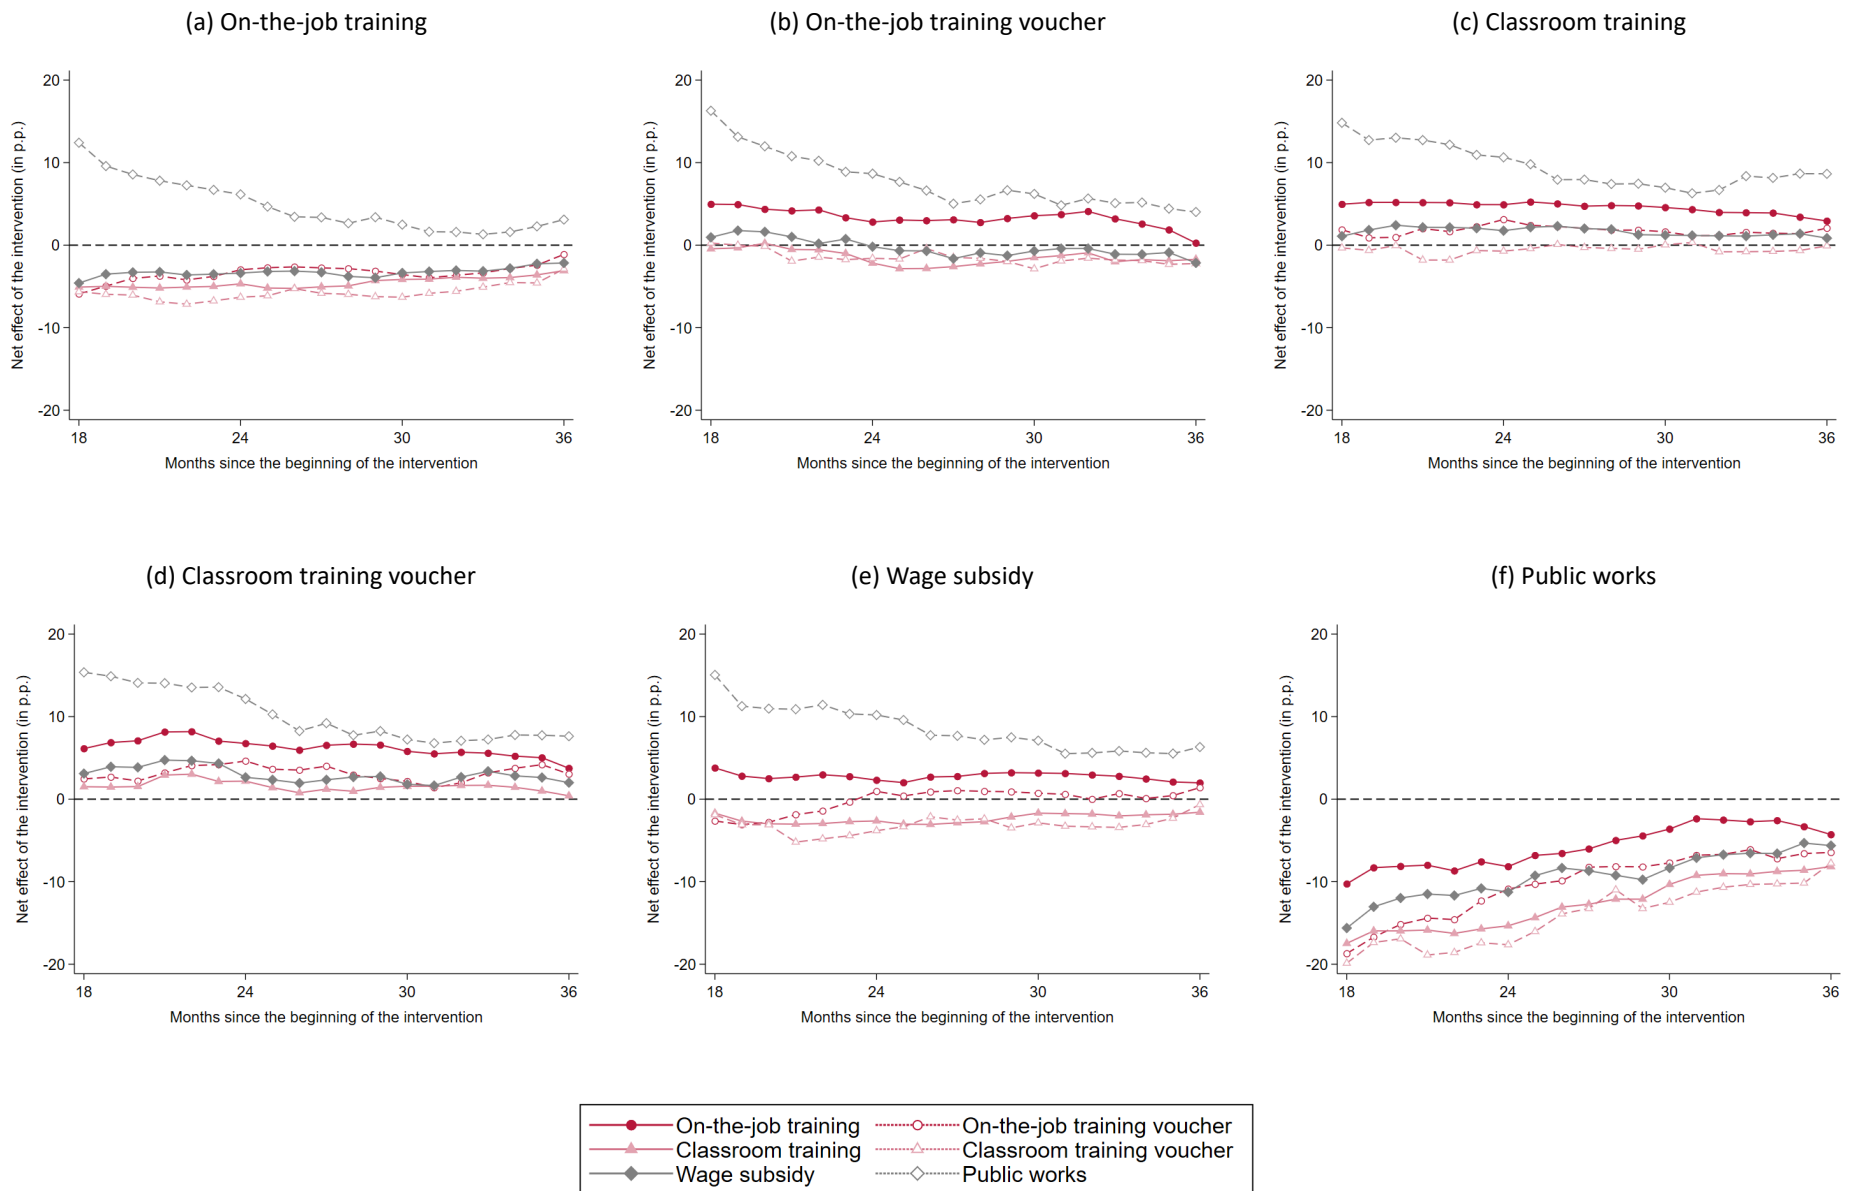 (a) On-the-job training
(b) On-the-job training voucher
(c) Classroom training
20
10
0
-10
-20
18
24
30
36
Net effect of the intervention (in p.p.)
Months since the beginning of the intervention
20
10
0
-10
-20
18
24
30
36
Net effect of the intervention (in p.p.)
Months since the beginning of the intervention
20
10
0
-10
-20
18
24
30
36
Net effect of the intervention (in p.p.)
Months since the beginning of the intervention
(d) Classroom training voucher
(e) Wage subsidy
(f) Public works
20
10
0
-10
-20
18
24
30
36
Net effect of the intervention (in p.p.)
Months since the beginning of the intervention
20
10
0
-10
-20
18
24
30
36
Net effect of the intervention (in p.p.)
Months since the beginning of the intervention
20
10
0
-10
-20
18
24
30
36
Net effect of the intervention (in p.p.)
Months since the beginning of the intervention
On-the-job training
On-the-job training voucher
Classroom training
Classroom training voucher
Wage subsidy
Public works